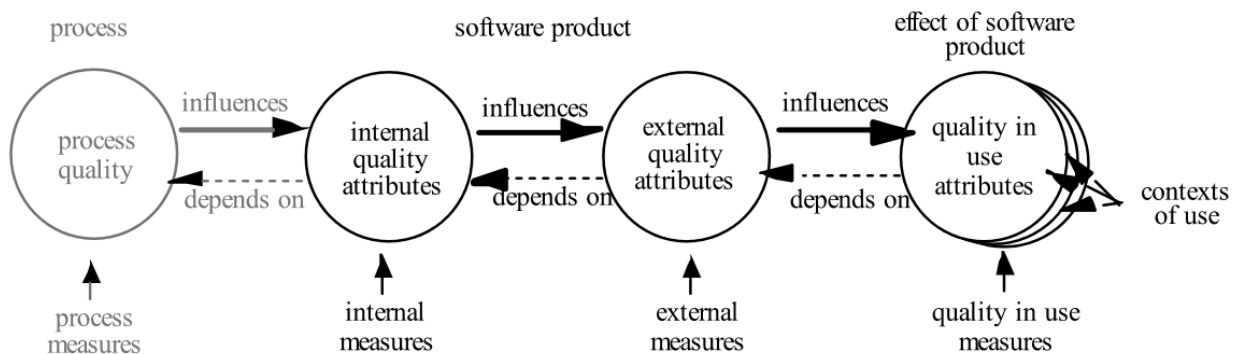 process
software product
effect of software
product
influences
influences
influences
process
quality
internal
quality
attributes
external
quality
attributes
quality in
use
attributes
depends on
depends on
depends on
contexts
of use
process
measures
internal
measures
external
measures
quality in use
measures